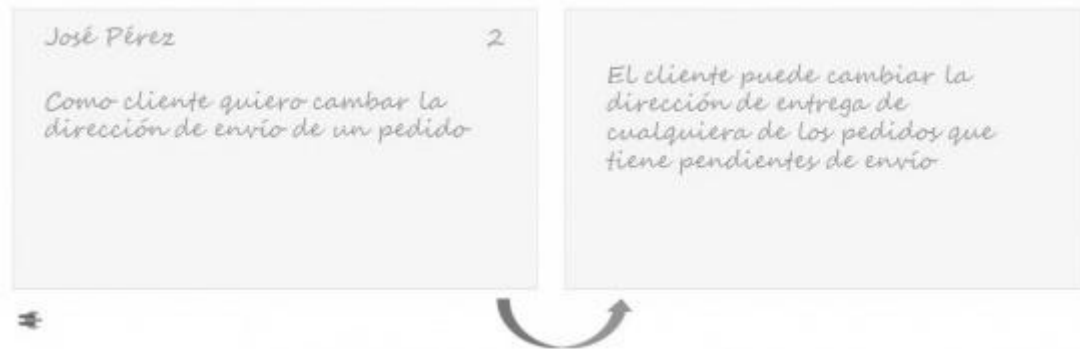 José Pérez 2
Como cliente quiero cambar la
dirección de envío de un pedido
El cliente puede cambiar la
dirección de entrega de
cualquiera de los pedidos que
tiene pendientes de envío